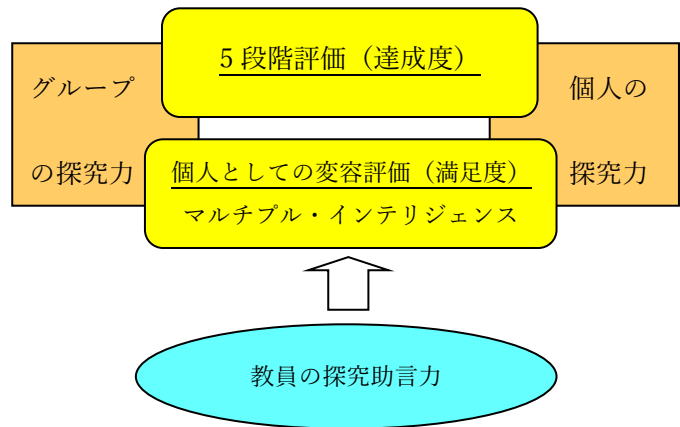 5 段階評価（達成度）
グループ
の探究力
個人の
探究力
個人としての変容評価（満足度）
マルチプル・インテリジェンス
教員の探究助言力